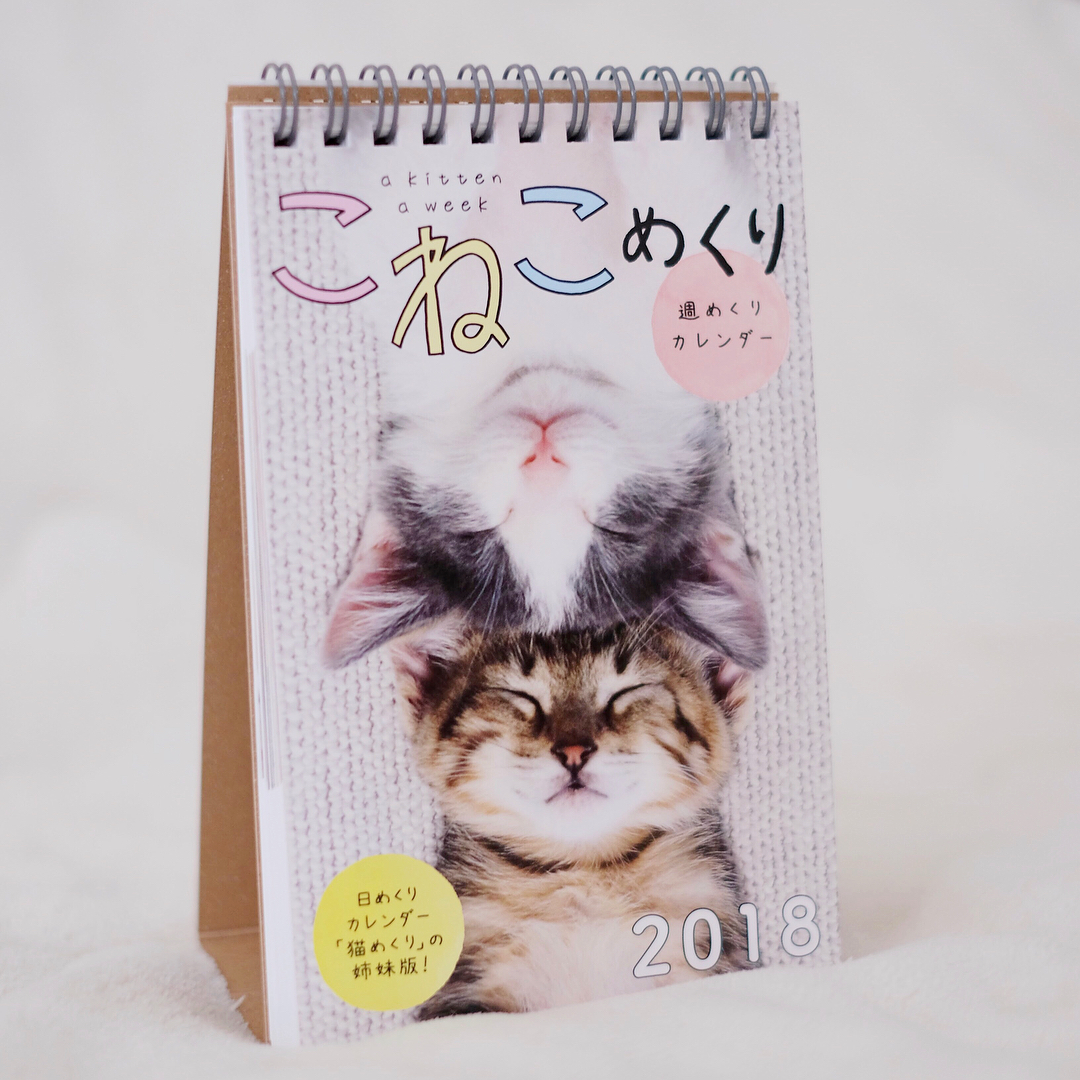 a kitten
a week
こねこめくり
週めくり
カレンダー
日めくり
カレンダー
「猫めくり」の
姉妹版!
2018